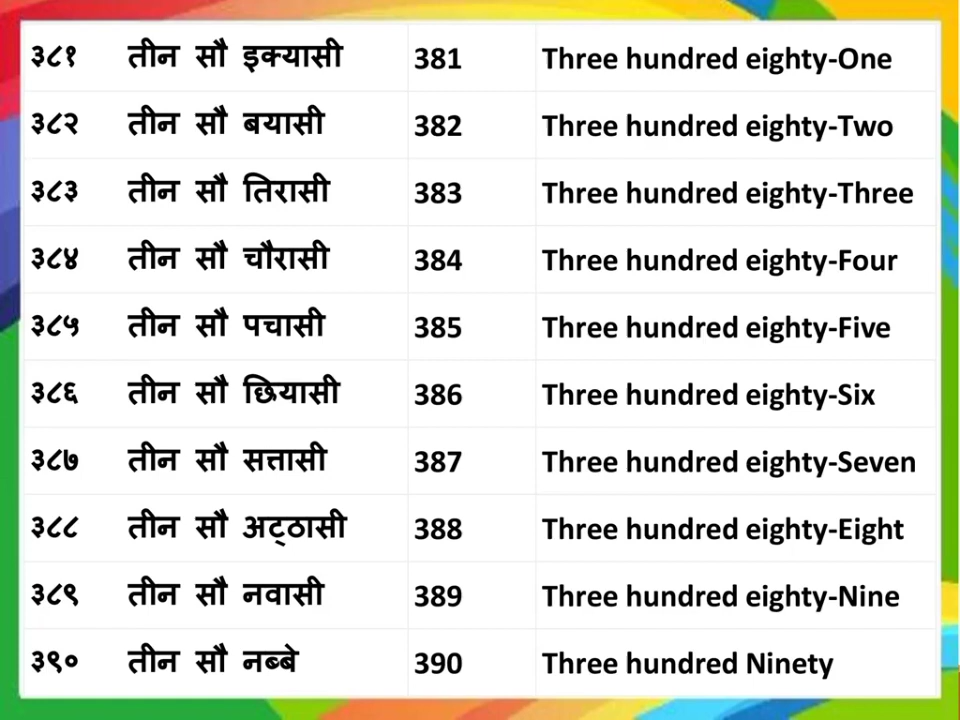 ३८१ तीन सौ इक्यासी 381 Three hundred eighty-One
३८२ तीन सौ बयासी 382 Three hundred eighty-Two
३८३ तीन सौ तिरासी 383 Three hundred eighty-Three
३८४ तीन सौ चौरासी 384 Three hundred eighty-Four
३८५ तीन सौ पचासी 385 Three hundred eighty-Five
३८६ तीन सौ छियासी 386 Three hundred eighty-Six
३८७ तीन सौ सत्तासी 387 Three hundred eighty-Seven
३८८ तीन सौ अट्ठासी 388 Three hundred eighty-Eight
३८९ तीन सौ नवासी 389 Three hundred eighty-Nine
३९० तीन सौ नब्बे 390 Three hundred Ninety